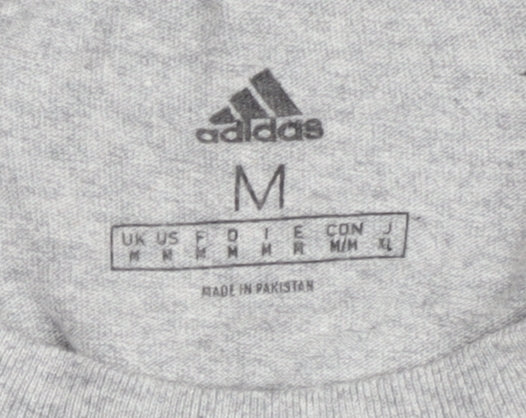 adidas
M
UK US F D I E CON J
M M M M M M M/M XL
MADE IN PAKISTAN